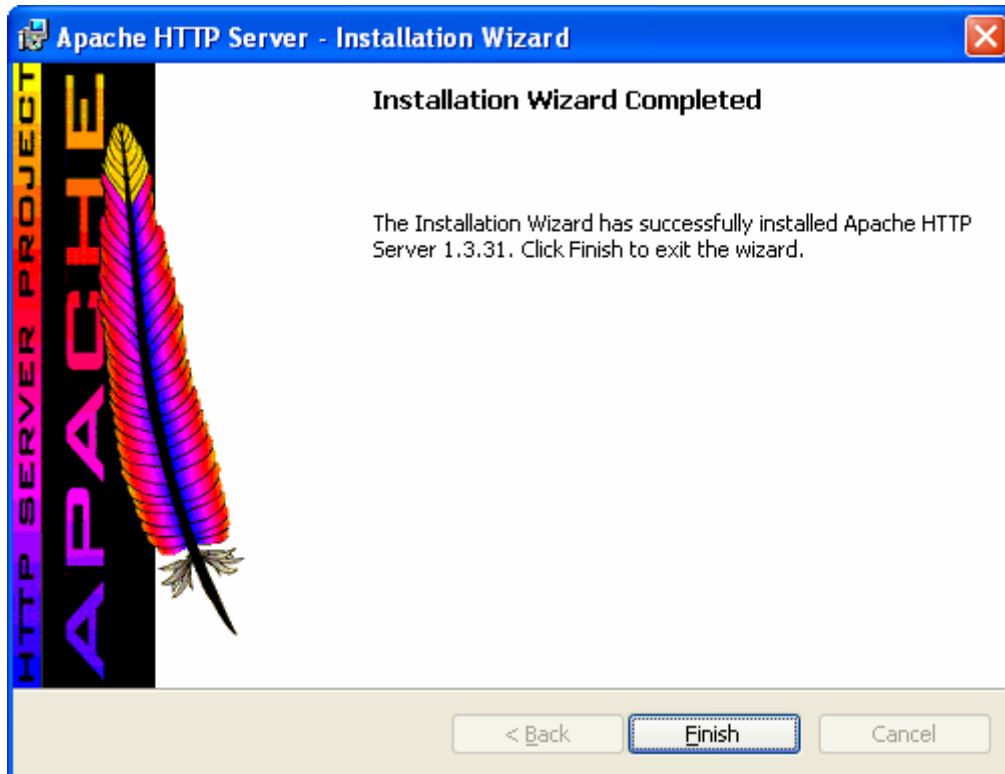 Apache HTTP Server - Installation Wizard
HTTP SERVER PROJECT
APACHE
Installation Wizard Completed
The Installation Wizard has successfully installed Apache HTTP
Server 1.3.31. Click Finish to exit the wizard.
< Back
Finish
Cancel